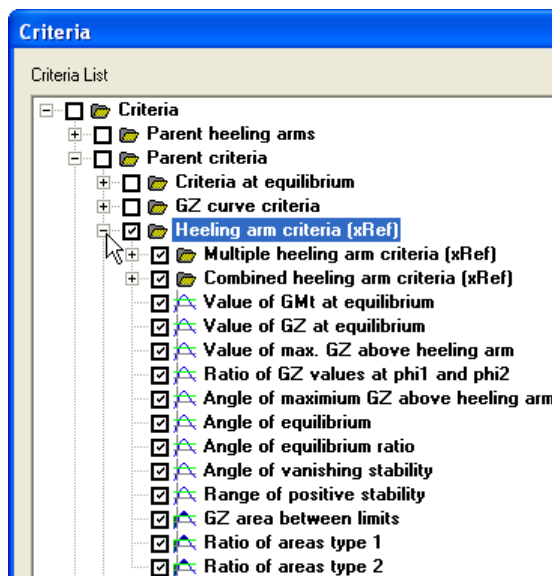 Criteria
Criteria List
Criteria
Parent heeling arms
Parent criteria
Criteria at equilibrium
GZ curve criteria
Heeling arm criteria (xRef)
Multiple heeling arm criteria (xRef)
Combined heeling arm criteria (xRef)
Value of GMt at equilibrium
Value of GZ at equilibrium
Value of max. GZ above heeling arm
Ratio of GZ values at phi1 and phi2
Angle of maximium GZ above heeling arm
Angle of equilibrium
Angle of equilibrium ratio
Angle of vanishing stability
Range of positive stability
GZ area between limits
Ratio of areas type 1
Ratio of areas type 2